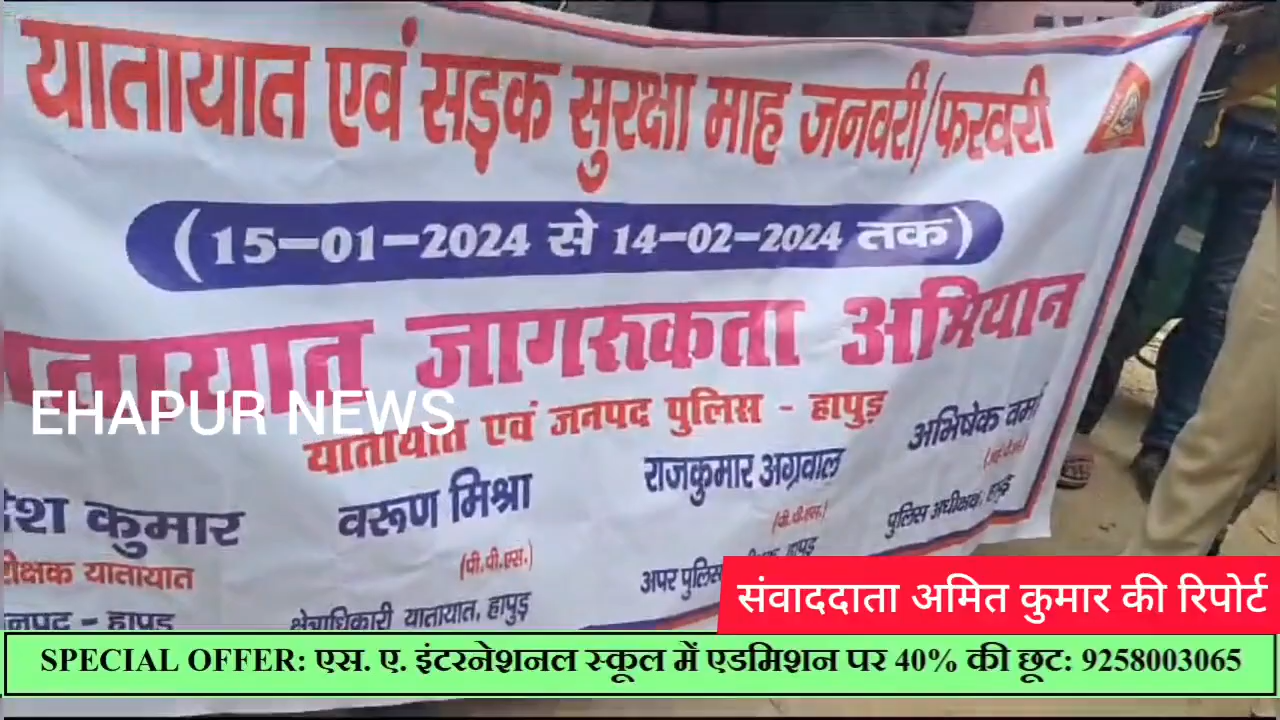 यातायात एवं सड़क सुरक्षा माह जनवरी/फरवरी
(15-01-2024 से 14-02-2024 तक)
जागरुकता अभियान
EHAPUR NEWS
यातायात एवं जनपद पुलिस - हापुड़
कुमार वरूण मिश्रा राजकुमार अग्रवाल अभिषेक वर्मा
यातायात (पी.पी.एस.)
हापुड़ क्षेत्राधिकारी यातायात, हापुड़ अपर पुलिस हापुड़ पुलिस अधीक्षक, हापुड़
संवाददाता अमित कुमार की रिपोर्ट
SPECIAL OFFER: एस. ए. इंटरनेशनल स्कूल में एडमिशन पर 40% की छूट: 9258003065